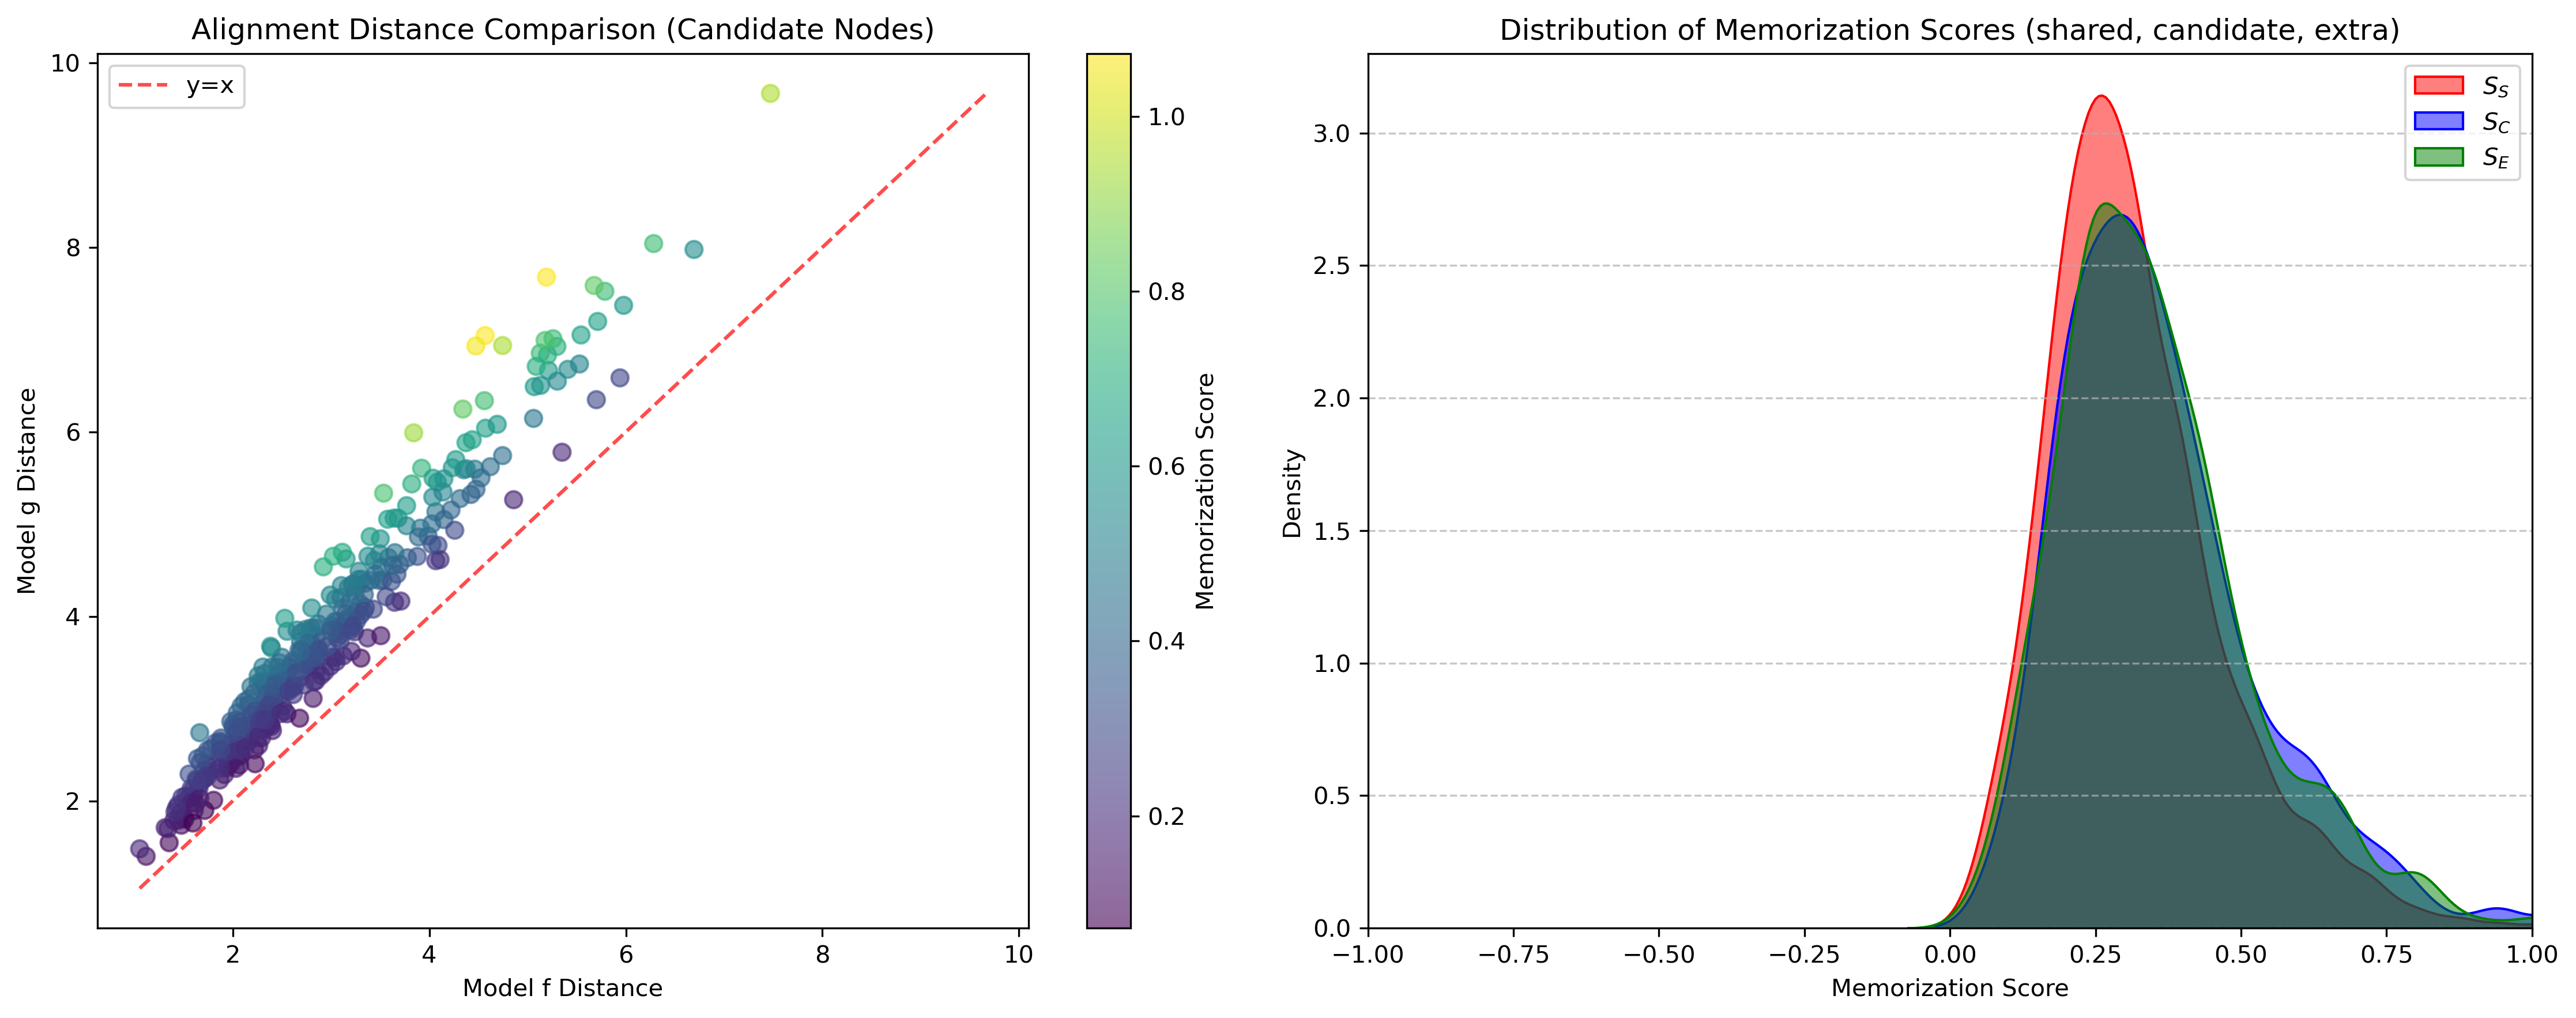 Alignment Distance Comparison (Candidate Nodes)
y=x
10
8
6
4
2
Model g Distance
2
4
6
8
10
Model f Distance
1.0
0.8
0.6
0.4
0.2
Memorization Score
Distribution of Memorization Scores (shared, candidate, extra)
S_S
S_C
S_E
3.0
2.5
2.0
1.5
1.0
0.5
0.0
Density
−1.00
−0.75
−0.50
−0.25
0.00
0.25
0.50
0.75
1.00
Memorization Score